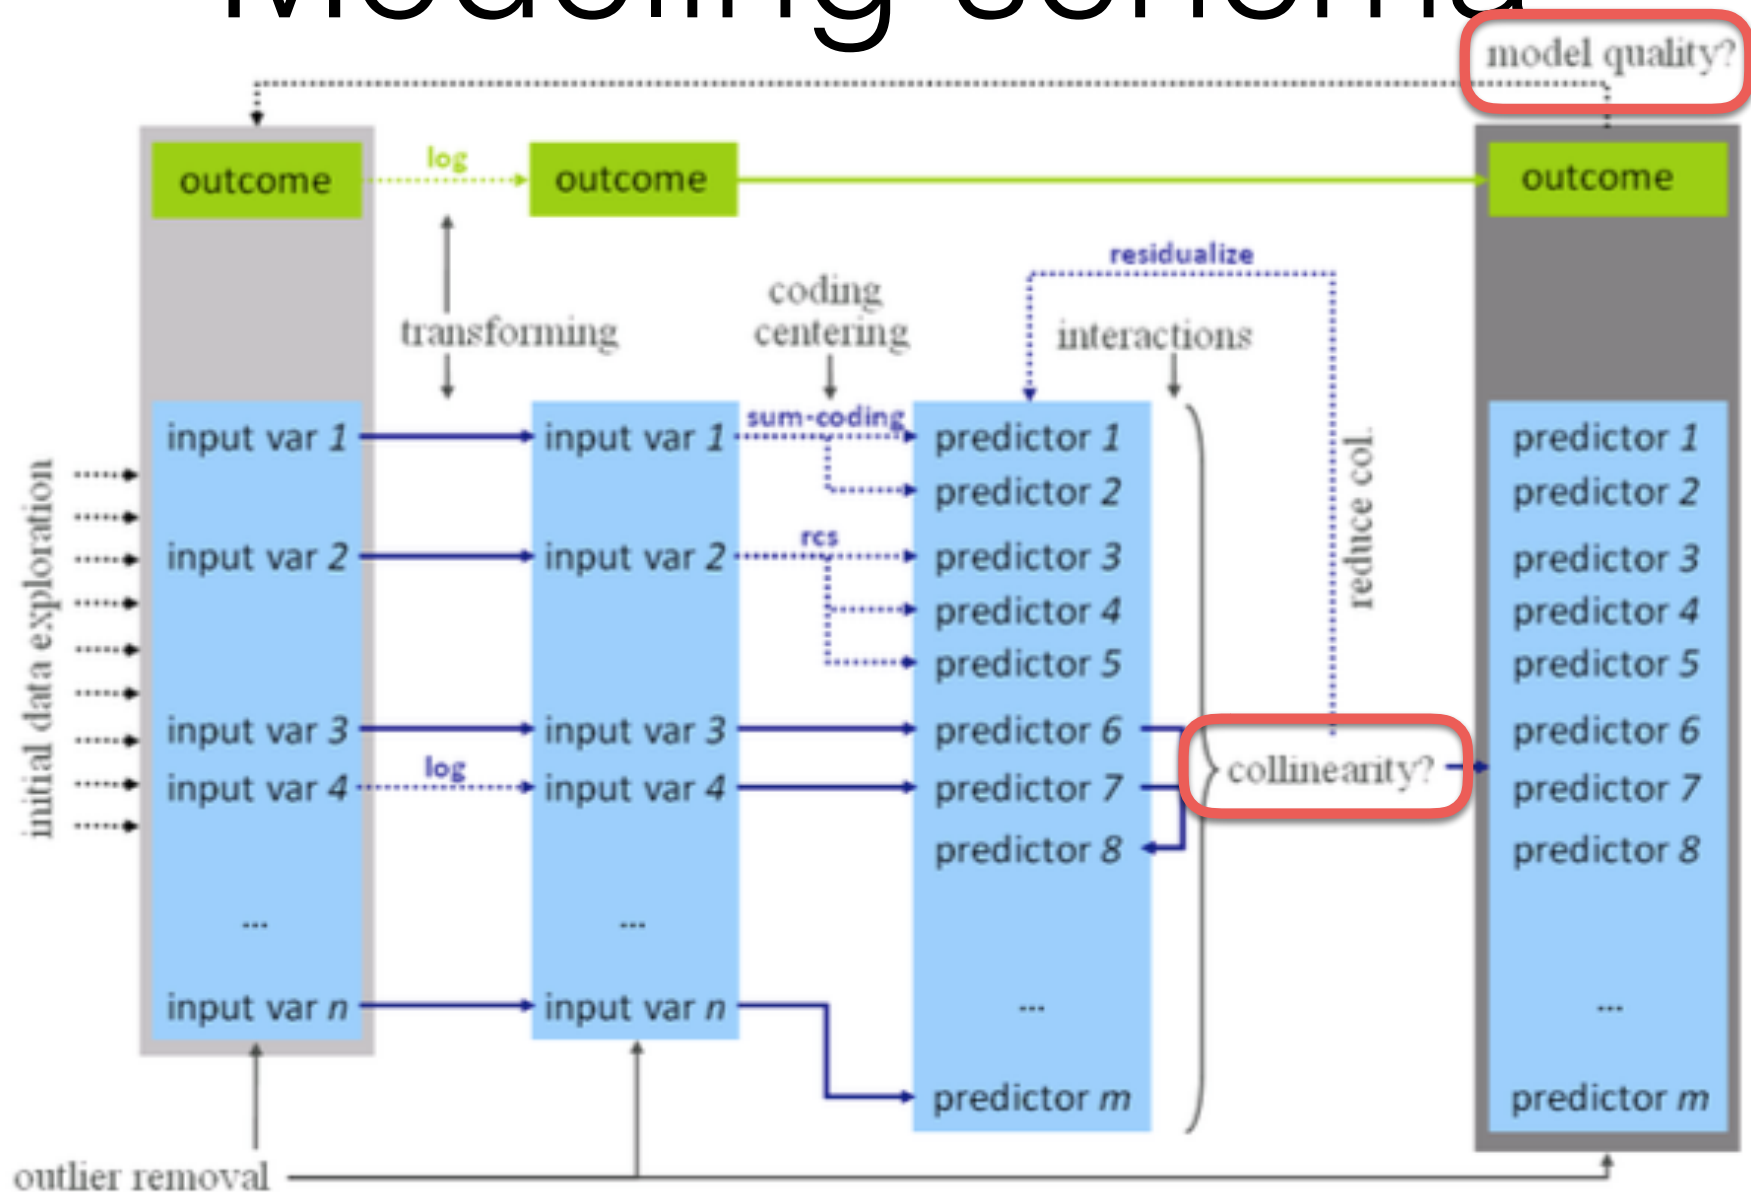 Modeling schema
model quality?
outcome
log
outcome
outcome
residualize
coding
centering
transforming
interactions
input var 1
input var 1
sum-coding
predictor 1
predictor 1
predictor 2
predictor 2
input var 2
input var 2
rcs
predictor 3
predictor 3
predictor 4
predictor 4
predictor 5
predictor 5
reduce col.
initial data exploration
input var 3
input var 3
predictor 6
predictor 6
collinearity?
input var 4
log
input var 4
predictor 7
predictor 7
predictor 8
predictor 8
...
...
...
...
input var n
input var n
predictor m
predictor m
outlier removal